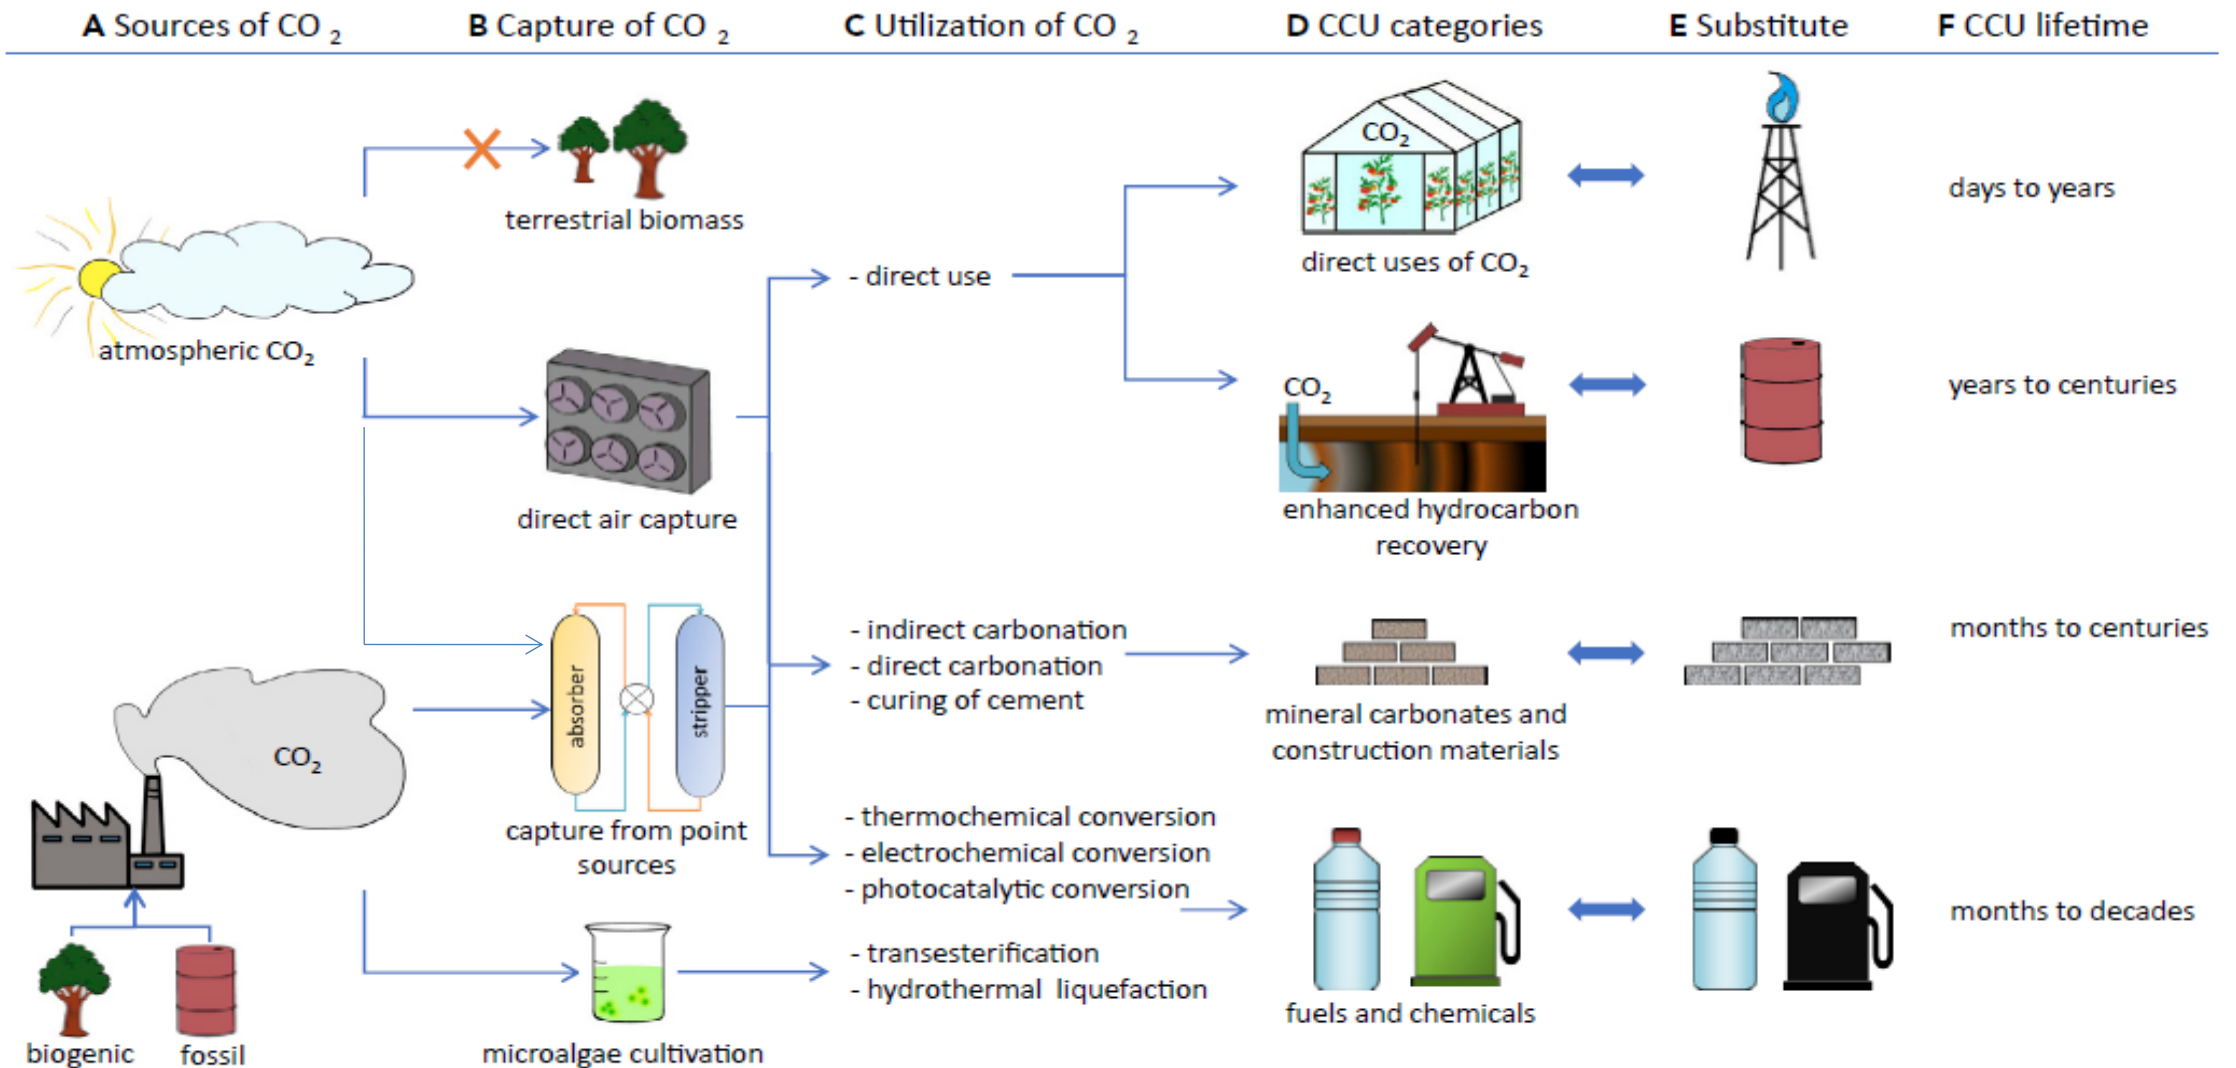 A Sources of CO₂
B Capture of CO₂
C Utilization of CO₂
D CCU categories
E Substitute
F CCU lifetime
terrestrial biomass
atmospheric CO₂
direct air capture
CO₂
absorber
stripper
capture from point
sources
biogenic
fossil
microalgae cultivation
- direct use
- indirect carbonation
- direct carbonation
- curing of cement
- thermochemical conversion
- electrochemical conversion
- photocatalytic conversion
- transesterification
- hydrothermal liquefaction
CO₂
direct uses of CO₂
CO₂
enhanced hydrocarbon
recovery
mineral carbonates and
construction materials
fuels and chemicals
days to years
years to centuries
months to centuries
months to decades